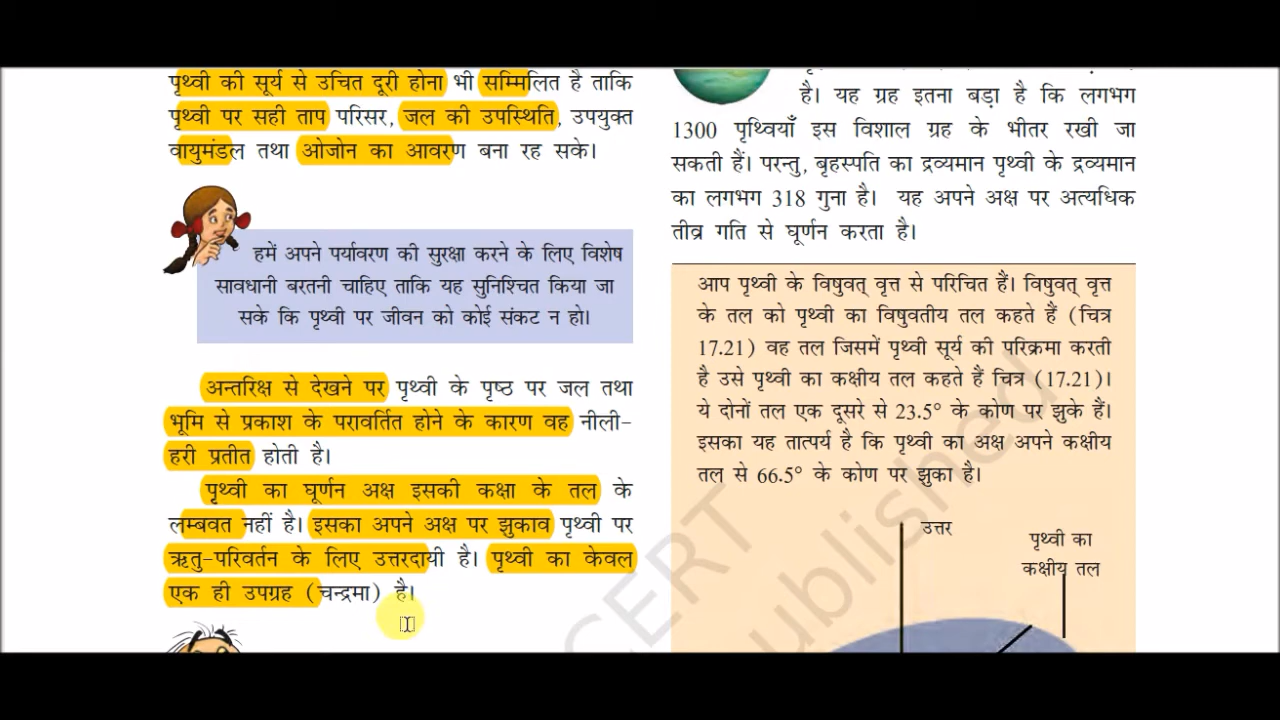 पृथ्वी की सूर्य से उचित दूरी होना भी सम्मिलित है ताकि
पृथ्वी पर सही ताप परिसर, जल की उपस्थिति, उपयुक्त
वायुमंडल तथा ओजोन का आवरण बना रह सके।
हमें अपने पर्यावरण की सुरक्षा करने के लिए विशेष
सावधानी बरतनी चाहिए ताकि यह सुनिश्चित किया जा
सके कि पृथ्वी पर जीवन को कोई संकट न हो।
अन्तरिक्ष से देखने पर पृथ्वी के पृष्ठ पर जल तथा
भूमि से प्रकाश के परावर्तित होने के कारण वह नीली-
हरी प्रतीत होती है।
पृथ्वी का घूर्णन अक्ष इसकी कक्षा के तल के
लम्बवत नहीं है। इसका अपने अक्ष पर झुकाव पृथ्वी पर
ऋतु-परिवर्तन के लिए उत्तरदायी है। पृथ्वी का केवल
एक ही उपग्रह (चन्द्रमा) है।
है। यह ग्रह इतना बड़ा है कि लगभग
1300 पृथ्वियाँ इस विशाल ग्रह के भीतर रखी जा
सकती हैं। परन्तु, बृहस्पति का द्रव्यमान पृथ्वी के द्रव्यमान
का लगभग 318 गुना है। यह अपने अक्ष पर अत्यधिक
तीव्र गति से घूर्णन करता है।
आप पृथ्वी के विषुवत् वृत्त से परिचित हैं। विषुवत् वृत्त
के तल को पृथ्वी का विषुवतीय तल कहते हैं (चित्र
17.21) वह तल जिसमें पृथ्वी सूर्य की परिक्रमा करती
है उसे पृथ्वी का कक्षीय तल कहते हैं चित्र (17.21)।
ये दोनों तल एक दूसरे से 23.5° के कोण पर झुके हैं।
इसका यह तात्पर्य है कि पृथ्वी का अक्ष अपने कक्षीय
तल से 66.5° के कोण पर झुका है।
उत्तर
पृथ्वी का
कक्षीय तल
CERT
ublished